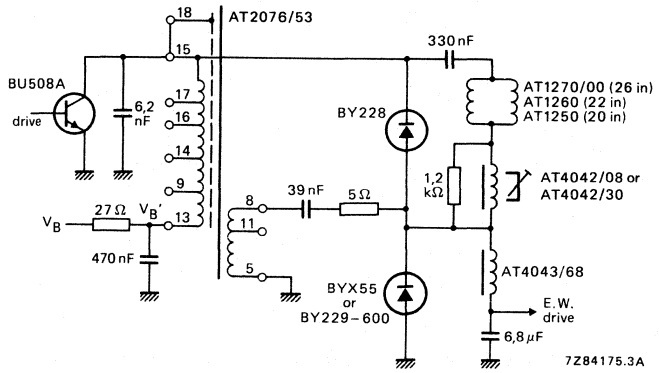 18
AT2076/53
15
330 nF
BU508A
6,2
nF
drive
17
16
14
9
13
BY228
AT1270/00 (26 in)
AT1260 (22 in)
AT1250 (20 in)
1,2
kΩ
AT4042/08 or
AT4042/30
39 nF
5 Ω
8
11
5
VB
27 Ω
VB'
470 nF
BYX55
or
BY229-600
AT4043/68
E.W.
drive
6,8 µF
7Z84175.3A